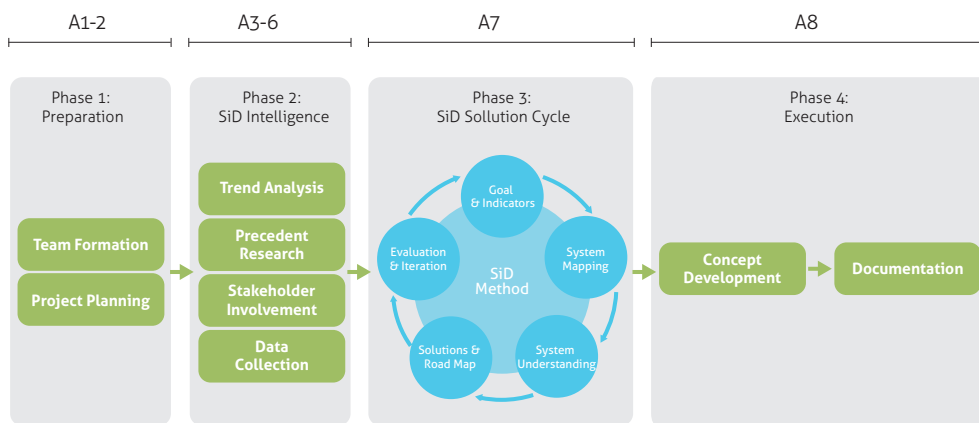 A1-2
A3-6
A7
A8
Phase 1:
Preparation
Team Formation
Project Planning
Phase 2:
SiD Intelligence
Trend Analysis
Precedent
Research
Stakeholder
Involvement
Data
Collection
Phase 3:
SiD Sollution Cycle
Goal
& Indicators
System
Mapping
System
Understanding
Solutions &
Road Map
Evaluation
& Iteration
SiD
Method
Phase 4:
Execution
Concept
Development
Documentation